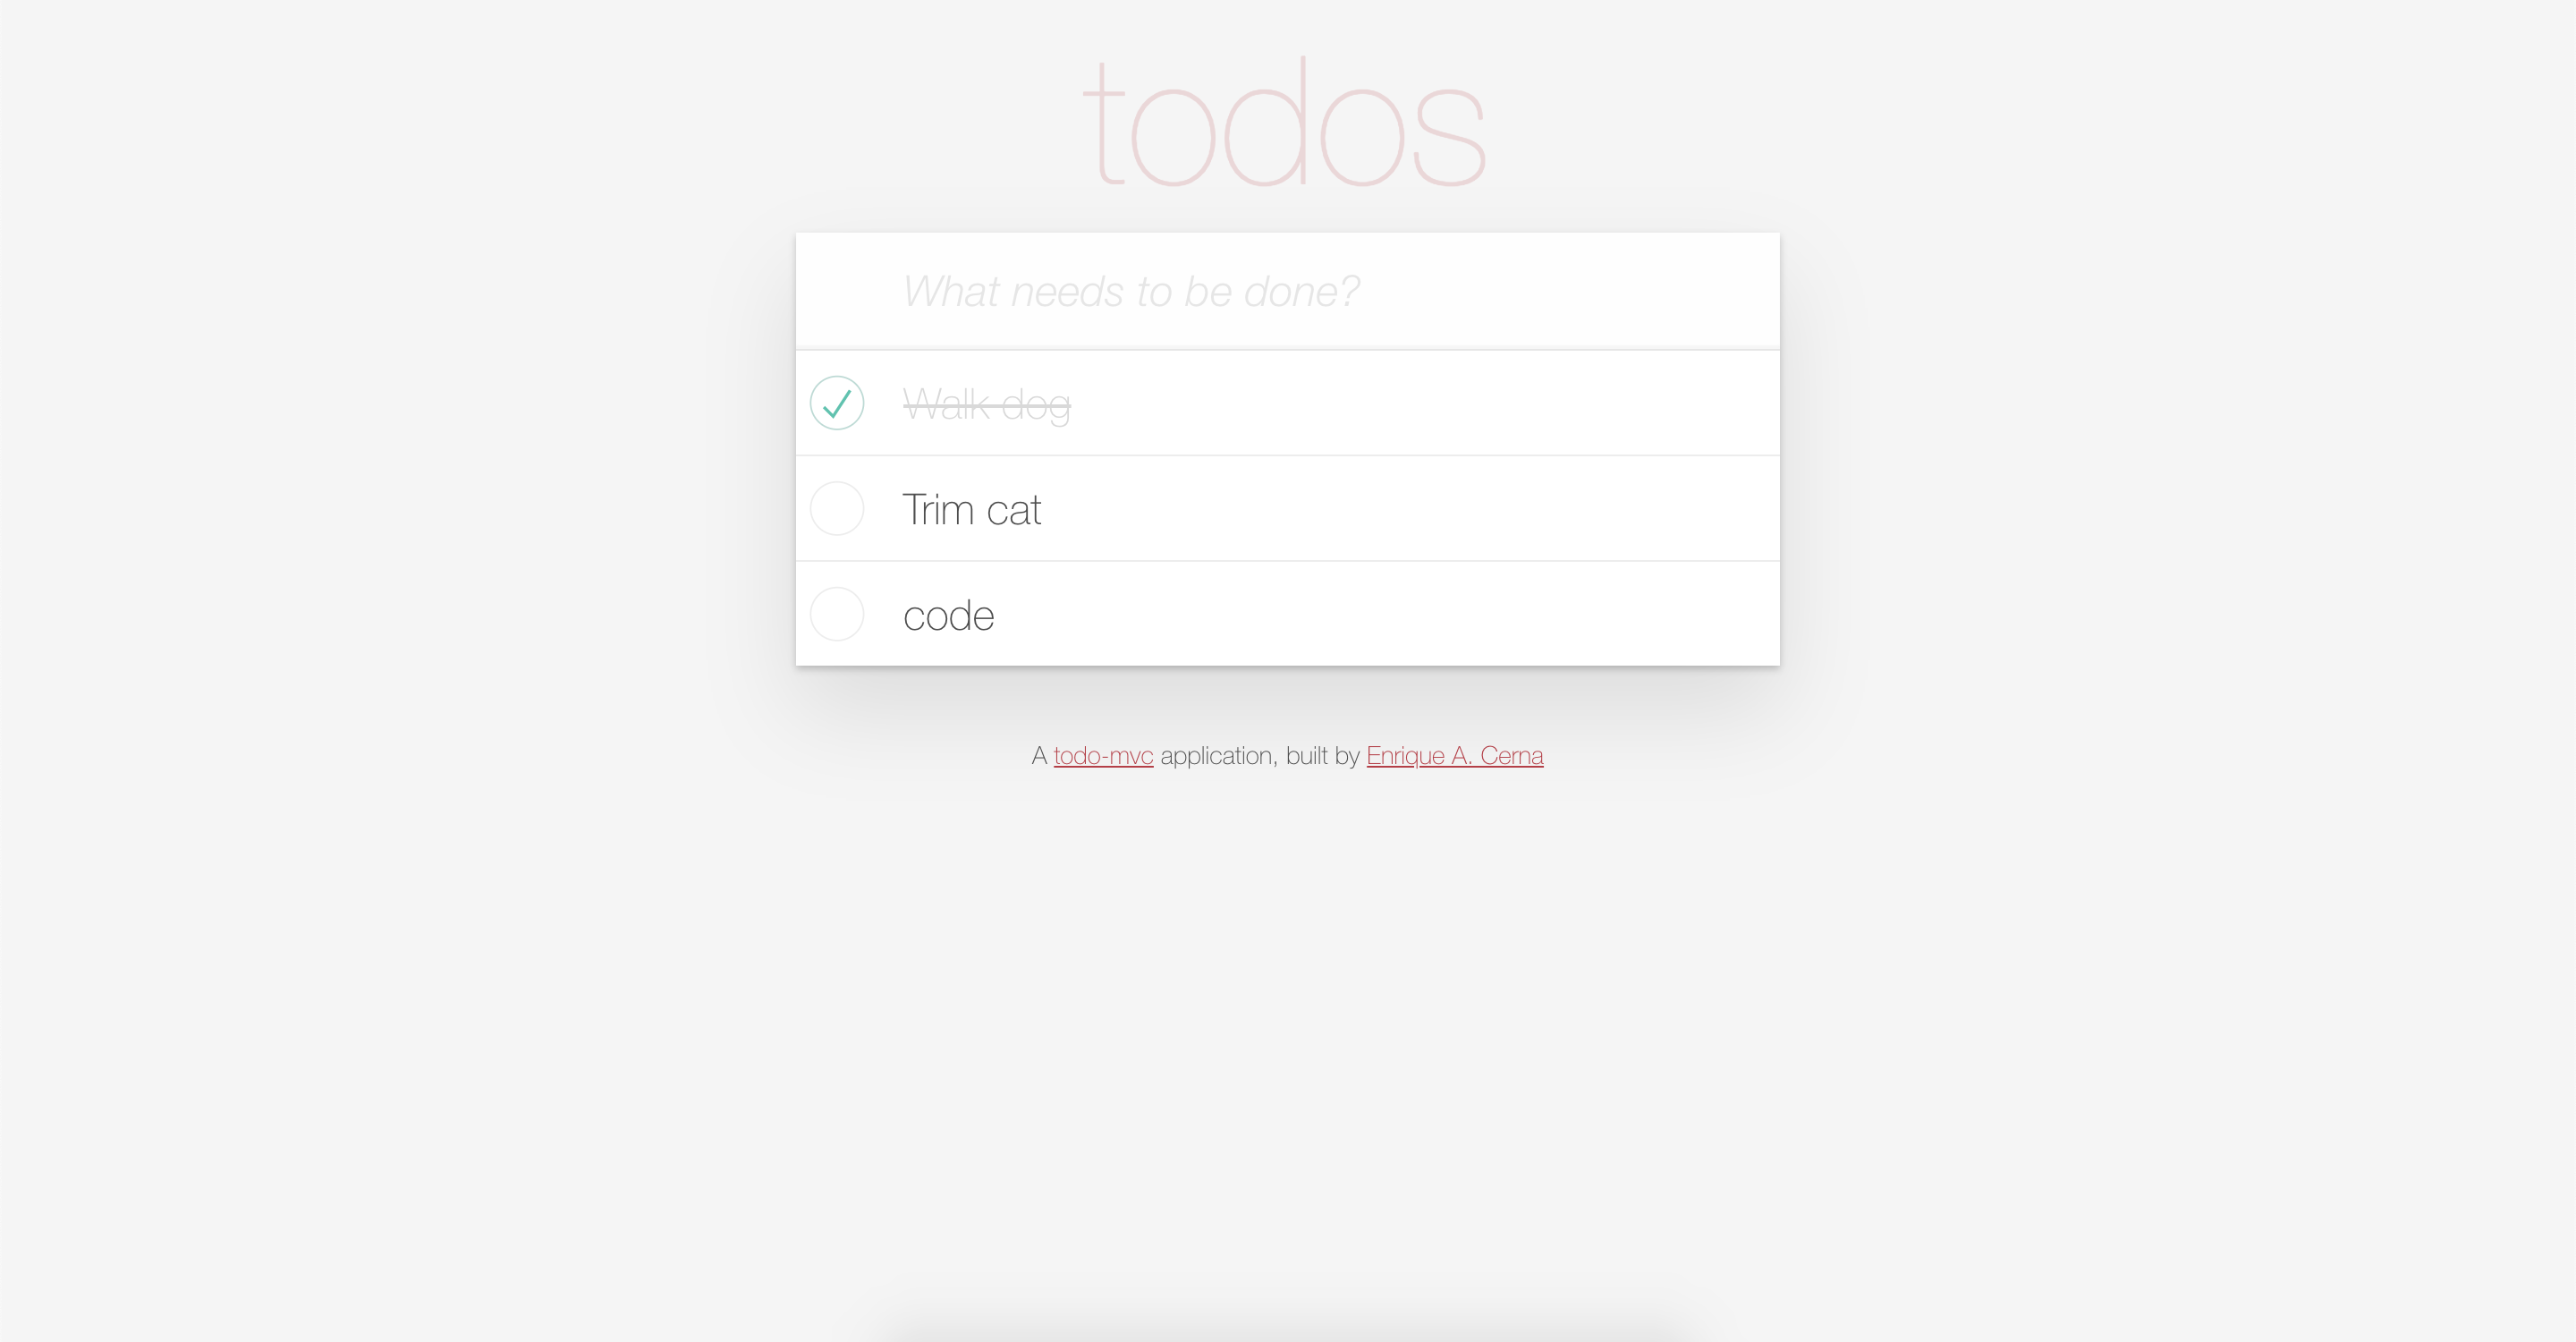 todos
What needs to be done?
Walk dog
Trim cat
code
A todo-mvc application, built by Enrique A. Cerna